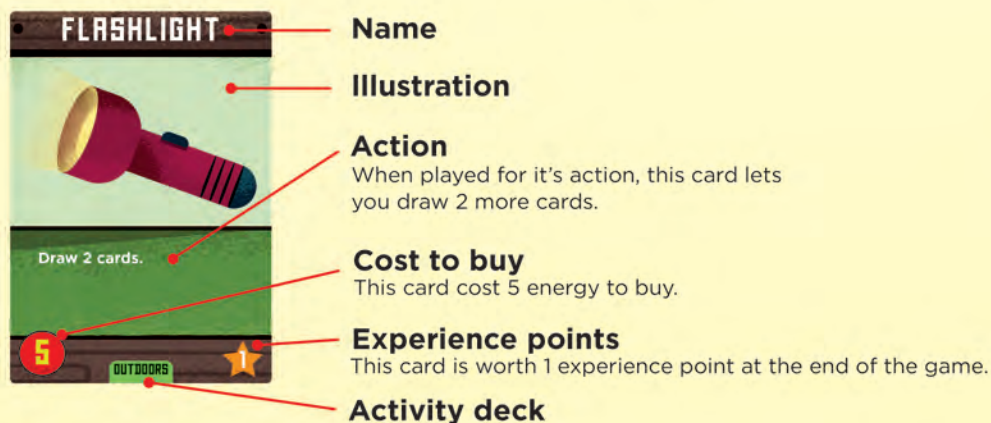 FLASHLIGHT
Name
Illustration
Action
When played for it's action, this card lets
you draw 2 more cards.
Draw 2 cards.
Cost to buy
This card cost 5 energy to buy.
5
Experience points
This card is worth 1 experience point at the end of the game.
1
OUTDOORS
Activity deck